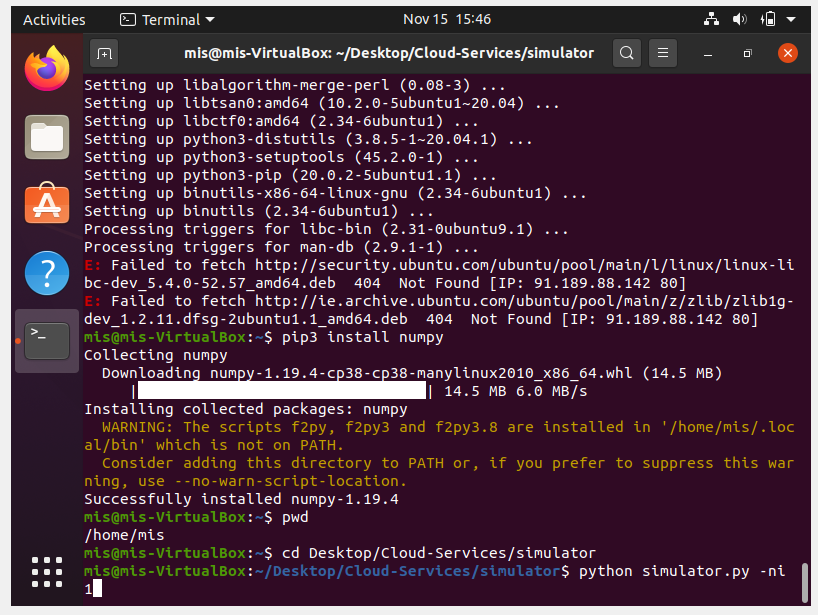 Activities
Terminal
Nov 15 15:46
mis@mis-VirtualBox: ~/Desktop/Cloud-Services/simulator
Setting up libalgorithm-merge-perl (0.08-3) ...
Setting up libtsan0:amd64 (10.2.0-5ubuntu1~20.04) ...
Setting up libctf0:amd64 (2.34-6ubuntu1) ...
Setting up python3-distutils (3.8.5-1~20.04.1) ...
Setting up python3-setuptools (45.2.0-1) ...
Setting up python3-pip (20.0.2-5ubuntu1.1) ...
Setting up binutils-x86-64-linux-gnu (2.34-6ubuntu1) ...
Setting up binutils (2.34-6ubuntu1) ...
Processing triggers for libc-bin (2.31-0ubuntu9.1) ...
Processing triggers for man-db (2.9.1-1) ...
E: Failed to fetch http://security.ubuntu.com/ubuntu/pool/main/l/linux/linux-li
bc-dev_5.4.0-52.57_amd64.deb  404  Not Found [IP: 91.189.88.142 80]
E: Failed to fetch http://ie.archive.ubuntu.com/ubuntu/pool/main/z/zlib/zlib1g-
dev_1.2.11.dfsg-2ubuntu1.1_amd64.deb  404  Not Found [IP: 91.189.88.142 80]
mis@mis-VirtualBox:~$ pip3 install numpy
Collecting numpy
  Downloading numpy-1.19.4-cp38-cp38-manylinux2010_x86_64.whl (14.5 MB)
     |████████████████████████████████| 14.5 MB 6.0 MB/s
Installing collected packages: numpy
  WARNING: The scripts f2py, f2py3 and f2py3.8 are installed in '/home/mis/.loc
al/bin' which is not on PATH.
  Consider adding this directory to PATH or, if you prefer to suppress this war
ning, use --no-warn-script-location.
Successfully installed numpy-1.19.4
mis@mis-VirtualBox:~$ pwd
/home/mis
mis@mis-VirtualBox:~$ cd Desktop/Cloud-Services/simulator
mis@mis-VirtualBox:~/Desktop/Cloud-Services/simulator$ python simulator.py -ni
1